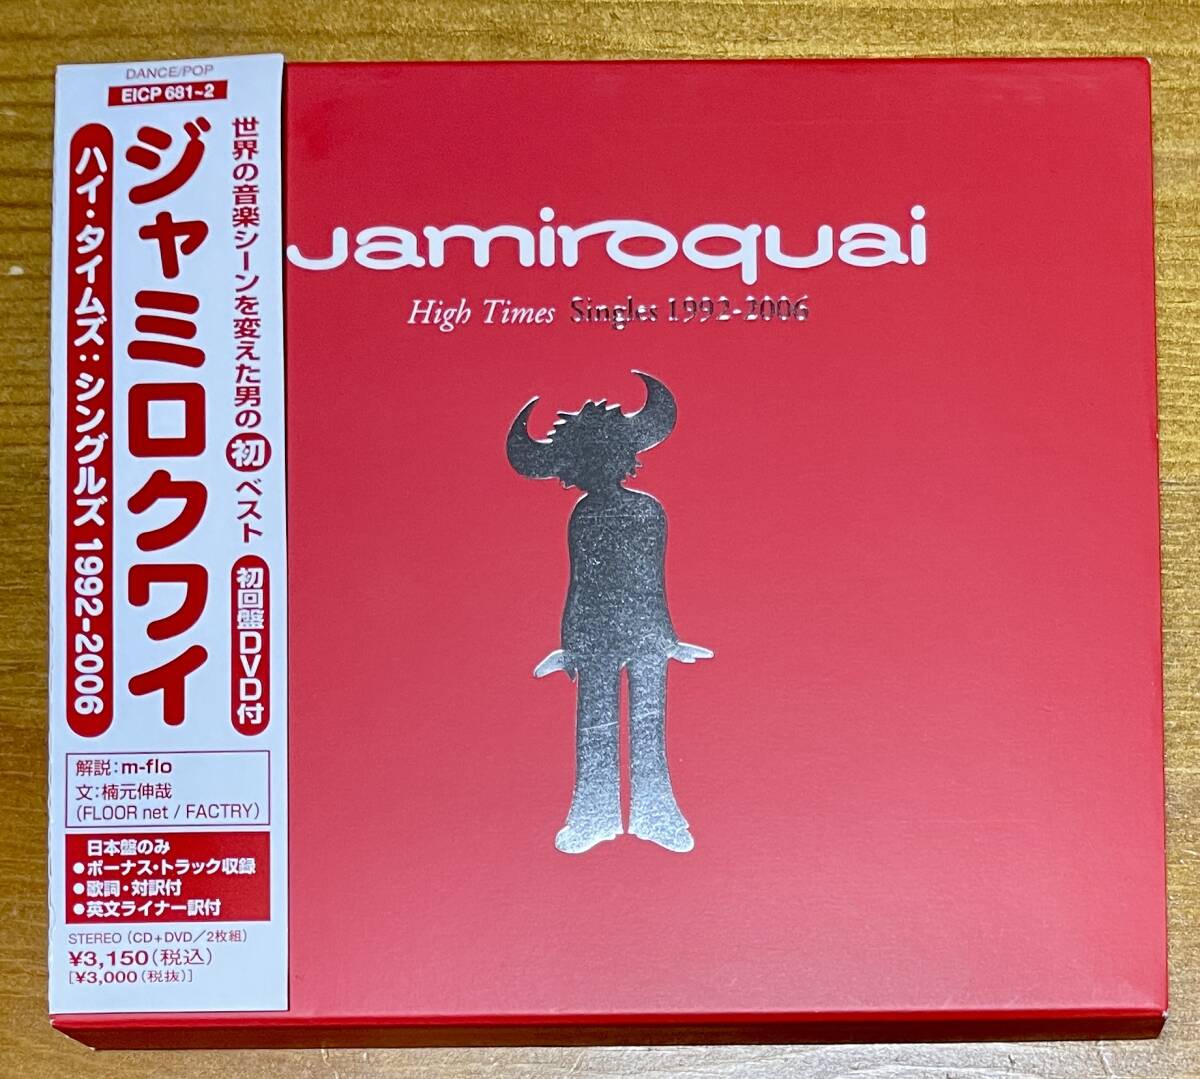 DANCE/POP
EICP 681~2
世界の音楽シーンを変えた男の初ベスト
初回盤DVD付
ジャミロクワイ
ハイ・タイムズ:シングルズ 1992-2006
解説:m-flo
文:楠元伸哉
(FLOOR net / FACTRY)
日本盤のみ
●ボーナス・トラック収録
●歌詞・対訳付
●英文ライナー訳付
STEREO (CD+DVD/2枚組)
¥3,150(税込)
[¥3,000(税抜)]
Jamiroquai
High Times Singles 1992-2006